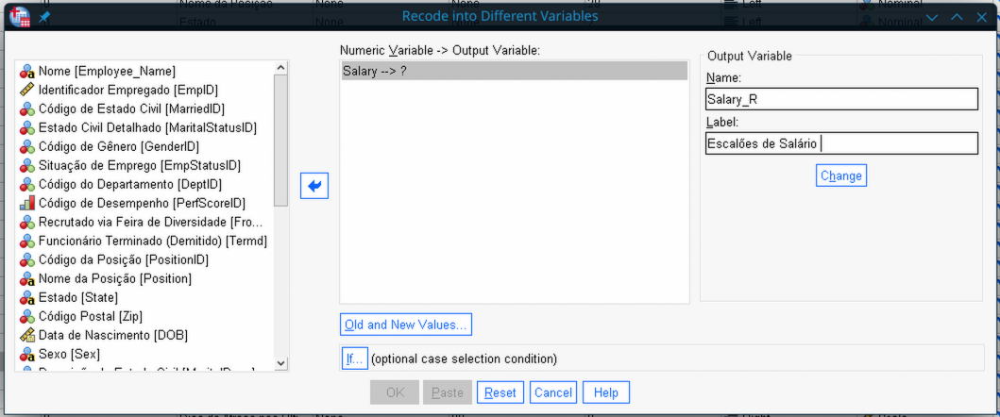 Recode into Different Variables
Nome [Employee_Name]
Identificador Empregado [EmpID]
Código de Estado Civil [MarriedID]
Estado Civil Detalhado [MaritalStatusID]
Código de Gênero [GenderID]
Situação de Emprego [EmpStatusID]
Código do Departamento [DeptID]
Código de Desempenho [PerfScoreID]
Recrutado via Feira de Diversidade [Fro...
Funcionário Terminado (Demitido) [Termd]
Código da Posição [PositionID]
Nome da Posição [Position]
Estado [State]
Código Postal [Zip]
Data de Nascimento [DOB]
Sexo [Sex]
Numeric Variable -> Output Variable:
Salary --> ?
Old and New Values...
If... (optional case selection condition)
Output Variable
Name:
Salary_R
Label:
Escalões de Salário
Change
OK Paste Reset Cancel Help